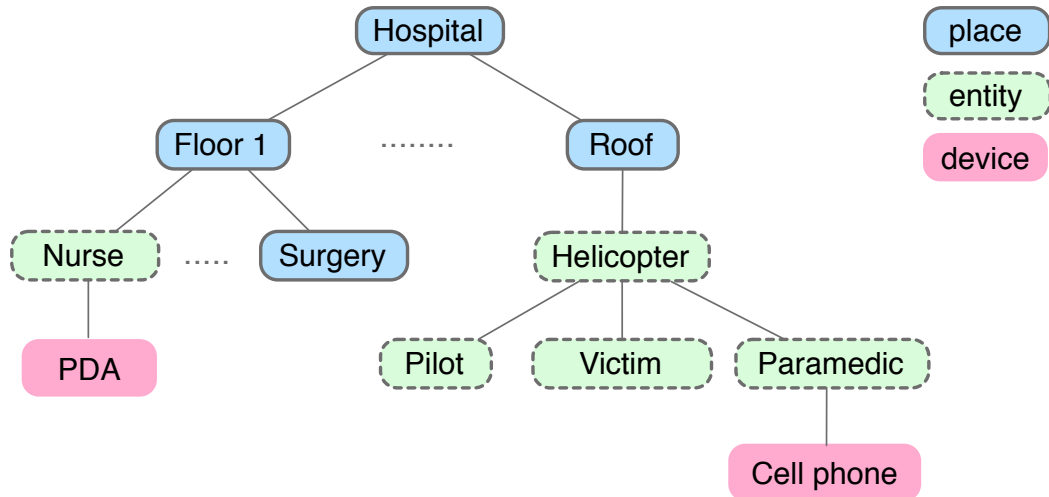 Hospital
place
entity
Floor 1
........
Roof
device
Nurse
.....
Surgery
Helicopter
PDA
Pilot
Victim
Paramedic
Cell phone